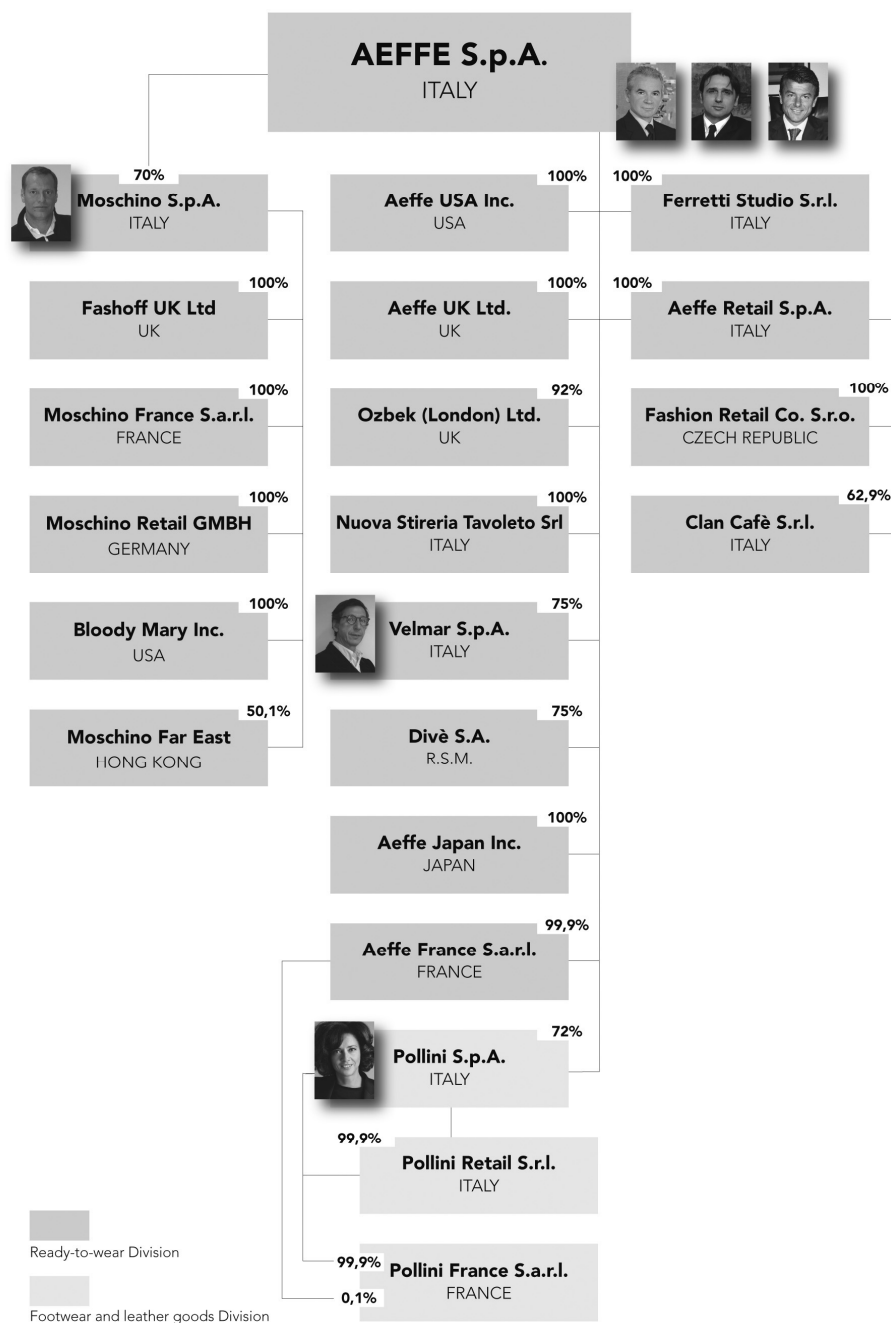 AEFFE S.p.A.
ITALY
70%
Moschino S.p.A.
ITALY
100%
Fashoff UK Ltd
UK
100%
Moschino France S.a.r.l.
FRANCE
100%
Moschino Retail GMBH
GERMANY
100%
Bloody Mary Inc.
USA
50,1%
Moschino Far East
HONG KONG
100%
Aeffe USA Inc.
USA
100%
Aeffe UK Ltd.
UK
92%
Ozbek (London) Ltd.
UK
100%
Nuova Stireria Tavoleto Srl
ITALY
75%
Velmar S.p.A.
ITALY
75%
Divè S.A.
R.S.M.
100%
Aeffe Japan Inc.
JAPAN
99,9%
Aeffe France S.a.r.l.
FRANCE
72%
Pollini S.p.A.
ITALY
99,9%
Pollini Retail S.r.l.
ITALY
99,9%
0,1%
Pollini France S.a.r.l.
FRANCE
100%
Ferretti Studio S.r.l.
ITALY
100%
Aeffe Retail S.p.A.
ITALY
100%
Fashion Retail Co. S.r.o.
CZECH REPUBLIC
62,9%
Clan Cafè S.r.l.
ITALY
Ready-to-wear Division
Footwear and leather goods Division